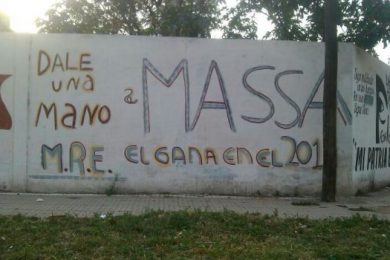 DALE
UNA
MANO a MASSA
M.R.E. EL GANA EN EL 201
"MI PATRIA